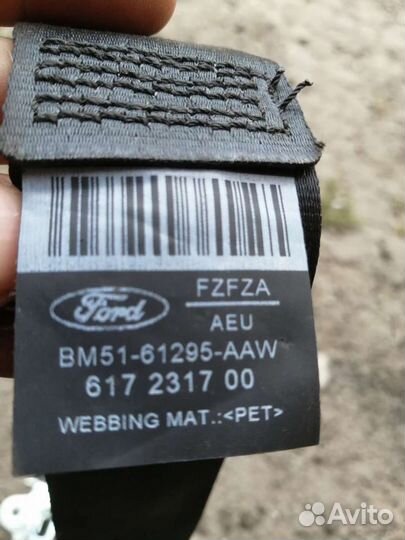 FZFZA
Ford
AEU
BM51-61295-AAW
617 2317 00
WEBBING MAT.:<PET>
Avito